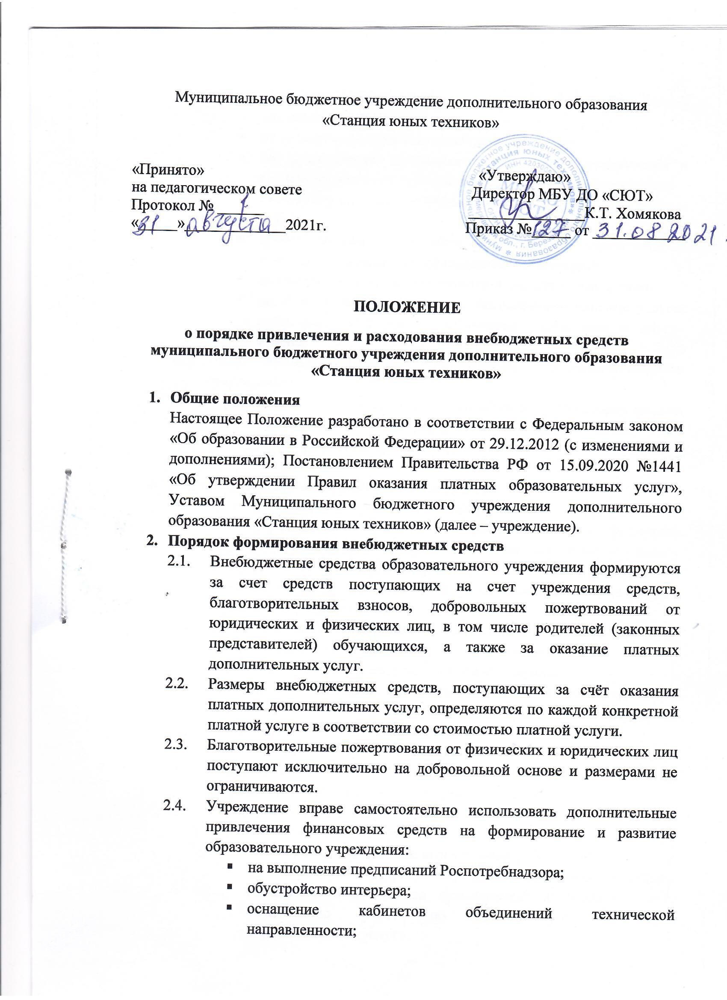 Муниципальное бюджетное учреждение дополнительного образования
«Станция юных техников»
«Принято»
на педагогическом совете
Протокол № 1
«31» августа 2021г.
«Утверждаю»
Директор МБУ ДО «СЮТ»
К.Т. Хомякова
Приказ № 127 от 31.08.2021
ПОЛОЖЕНИЕ
о порядке привлечения и расходования внебюджетных средств
муниципального бюджетного учреждения дополнительного образования
«Станция юных техников»
1. Общие положения
Настоящее Положение разработано в соответствии с Федеральным законом
«Об образовании в Российской Федерации» от 29.12.2012 (с изменениями и
дополнениями); Постановлением Правительства РФ от 15.09.2020 №1441
«Об утверждении Правил оказания платных образовательных услуг»,
Уставом Муниципального бюджетного учреждения дополнительного
образования «Станция юных техников» (далее – учреждение).
2. Порядок формирования внебюджетных средств
2.1. Внебюджетные средства образовательного учреждения формируются
за счет средств поступающих на счет учреждения средств,
благотворительных взносов, добровольных пожертвований от
юридических и физических лиц, в том числе родителей (законных
представителей) обучающихся, а также за оказание платных
дополнительных услуг.
2.2. Размеры внебюджетных средств, поступающих за счёт оказания
платных дополнительных услуг, определяются по каждой конкретной
платной услуге в соответствии со стоимостью платной услуги.
2.3. Благотворительные пожертвования от физических и юридических лиц
поступают исключительно на добровольной основе и размерами не
ограничиваются.
2.4. Учреждение вправе самостоятельно использовать дополнительные
привлечения финансовых средств на формирование и развитие
образовательного учреждения:
▪ на выполнение предписаний Роспотребнадзора;
▪ обустройство интерьера;
▪ оснащение кабинетов объединений технической
направленности;